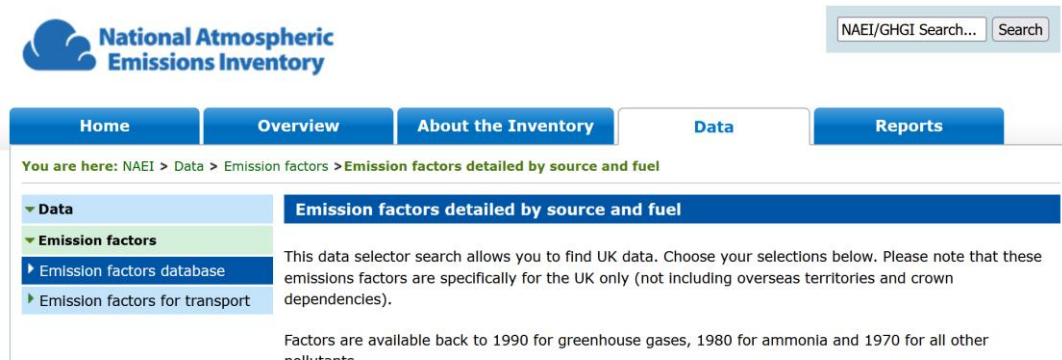 National Atmospheric
Emissions Inventory
NAEI/GHGI Search... Search
Home Overview About the Inventory Data Reports
You are here: NAEI > Data > Emission factors >Emission factors detailed by source and fuel
Data
Emission factors
Emission factors database
Emission factors for transport
Emission factors detailed by source and fuel
This data selector search allows you to find UK data. Choose your selections below. Please note that these
emissions factors are specifically for the UK only (not including overseas territories and crown
dependencies).
Factors are available back to 1990 for greenhouse gases, 1980 for ammonia and 1970 for all other